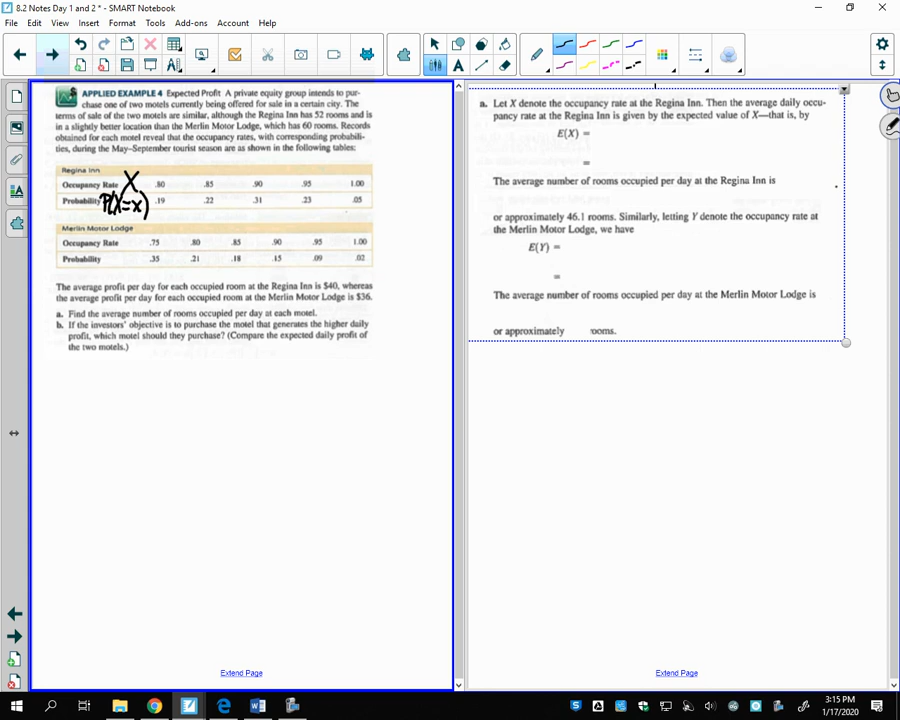 8.2 Notes Day 1 and 2 * - SMART Notebook
File Edit View Insert Format Tools Add-ons Account Help
APPLIED EXAMPLE 4 Expected Profit A private equity group intends to pur-
chase one of two motels currently being offered for sale in a certain city. The
terms of sale of the two motels are similar, although the Regina Inn has 52 rooms and is
in a slightly better location than the Merlin Motor Lodge, which has 60 rooms. Records
obtained for each motel reveal that the occupancy rates, with corresponding probabili-
ties, during the May–September tourist season are as shown in the following tables:
Regina Inn
X
Occupancy Rate .80 .85 .90 .95 1.00
Probability P(X=x) .19 .22 .31 .23 .05
Merlin Motor Lodge
Occupancy Rate .75 .80 .85 .90 .95 1.00
Probability .35 .21 .18 .15 .09 .02
The average profit per day for each occupied room at the Regina Inn is $40, whereas
the average profit per day for each occupied room at the Merlin Motor Lodge is $36.
a. Find the average number of rooms occupied per day at each motel.
b. If the investors' objective is to purchase the motel that generates the higher daily
profit, which motel should they purchase? (Compare the expected daily profit of
the two motels.)
Extend Page
a. Let X denote the occupancy rate at the Regina Inn. Then the average daily occu-
pancy rate at the Regina Inn is given by the expected value of X—that is, by
E(X) =
=
The average number of rooms occupied per day at the Regina Inn is
or approximately 46.1 rooms. Similarly, letting Y denote the occupancy rate at
the Merlin Motor Lodge, we have
E(Y) =
=
The average number of rooms occupied per day at the Merlin Motor Lodge is
or approximately ooms.
Extend Page
3:15 PM
1/17/2020